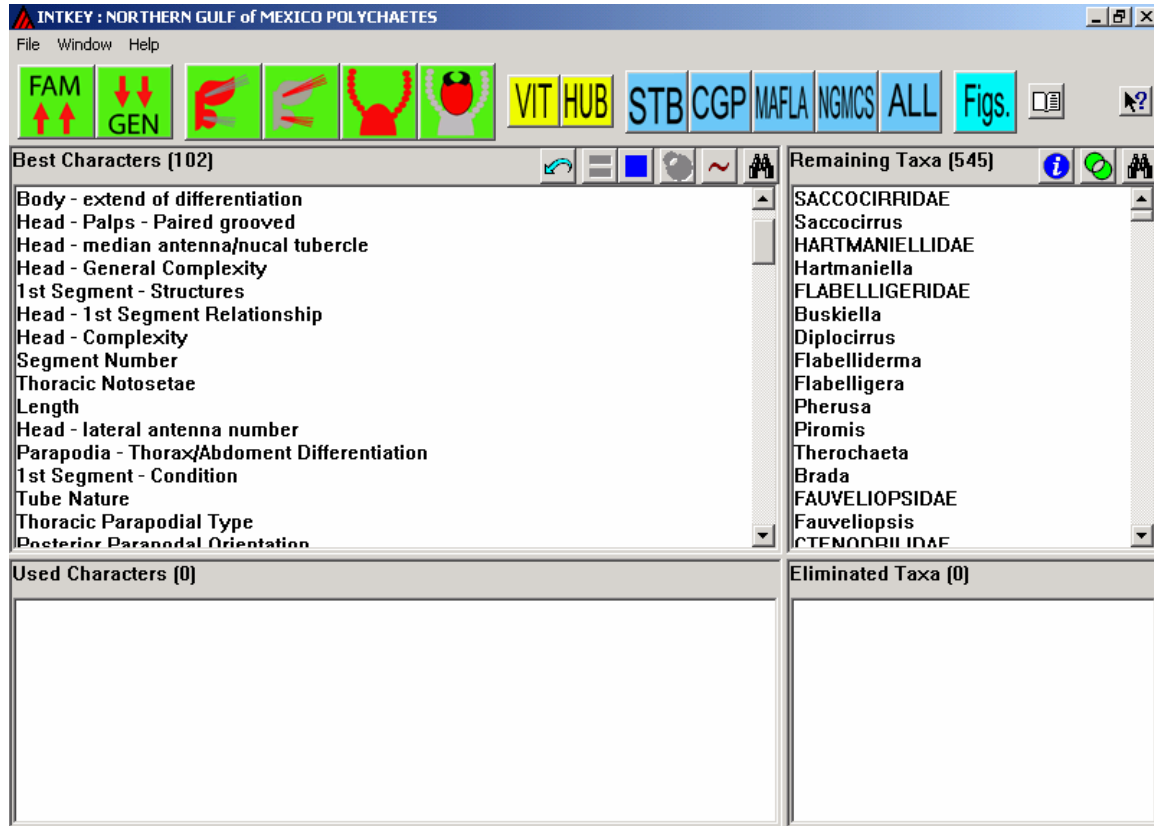 INTKEY : NORTHERN GULF of MEXICO POLYCHAETES
File Window Help
FAM GEN VIT HUB STB CGP MAFLA NGMCS ALL Figs.
Best Characters (102)
Body - extend of differentiation
Head - Palps - Paired grooved
Head - median antenna/nucal tubercle
Head - General Complexity
1st Segment - Structures
Head - 1st Segment Relationship
Head - Complexity
Segment Number
Thoracic Notosetae
Length
Head - lateral antenna number
Parapodia - Thorax/Abdoment Differentiation
1st Segment - Condition
Tube Nature
Thoracic Parapodial Type
Posterior Parapodal Orientation
Remaining Taxa (545)
SACCOCIRRIDAE
Saccocirrus
HARTMANIELLIDAE
Hartmaniella
FLABELLIGERIDAE
Buskiella
Diplocirrus
Flabelliderma
Flabelligera
Pherusa
Piromis
Therochaeta
Brada
FAUVELIOPSIDAE
Fauveliopsis
CTENODRILIDAE
Used Characters (0)
Eliminated Taxa (0)